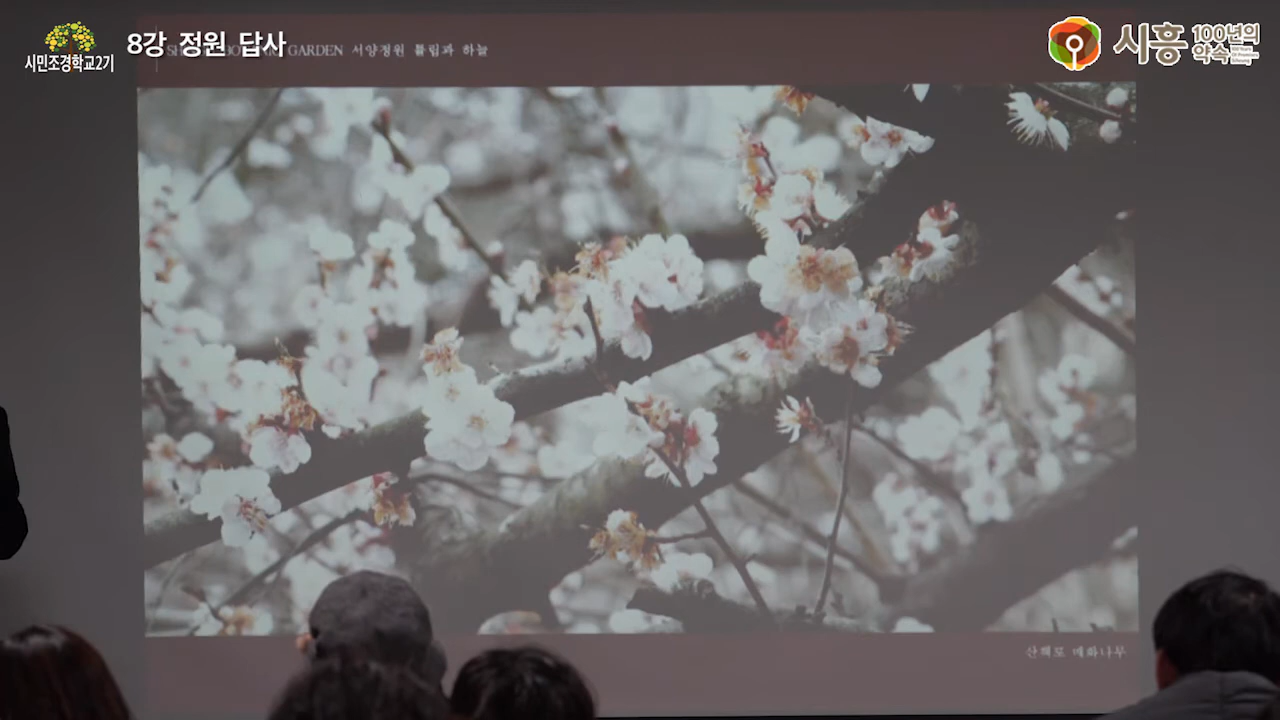 시민조경학교2기
8강 정원 답사
GARDEN 서양정원 튤립과 하늘
시흥 100년의
약속
산책로 매화나무